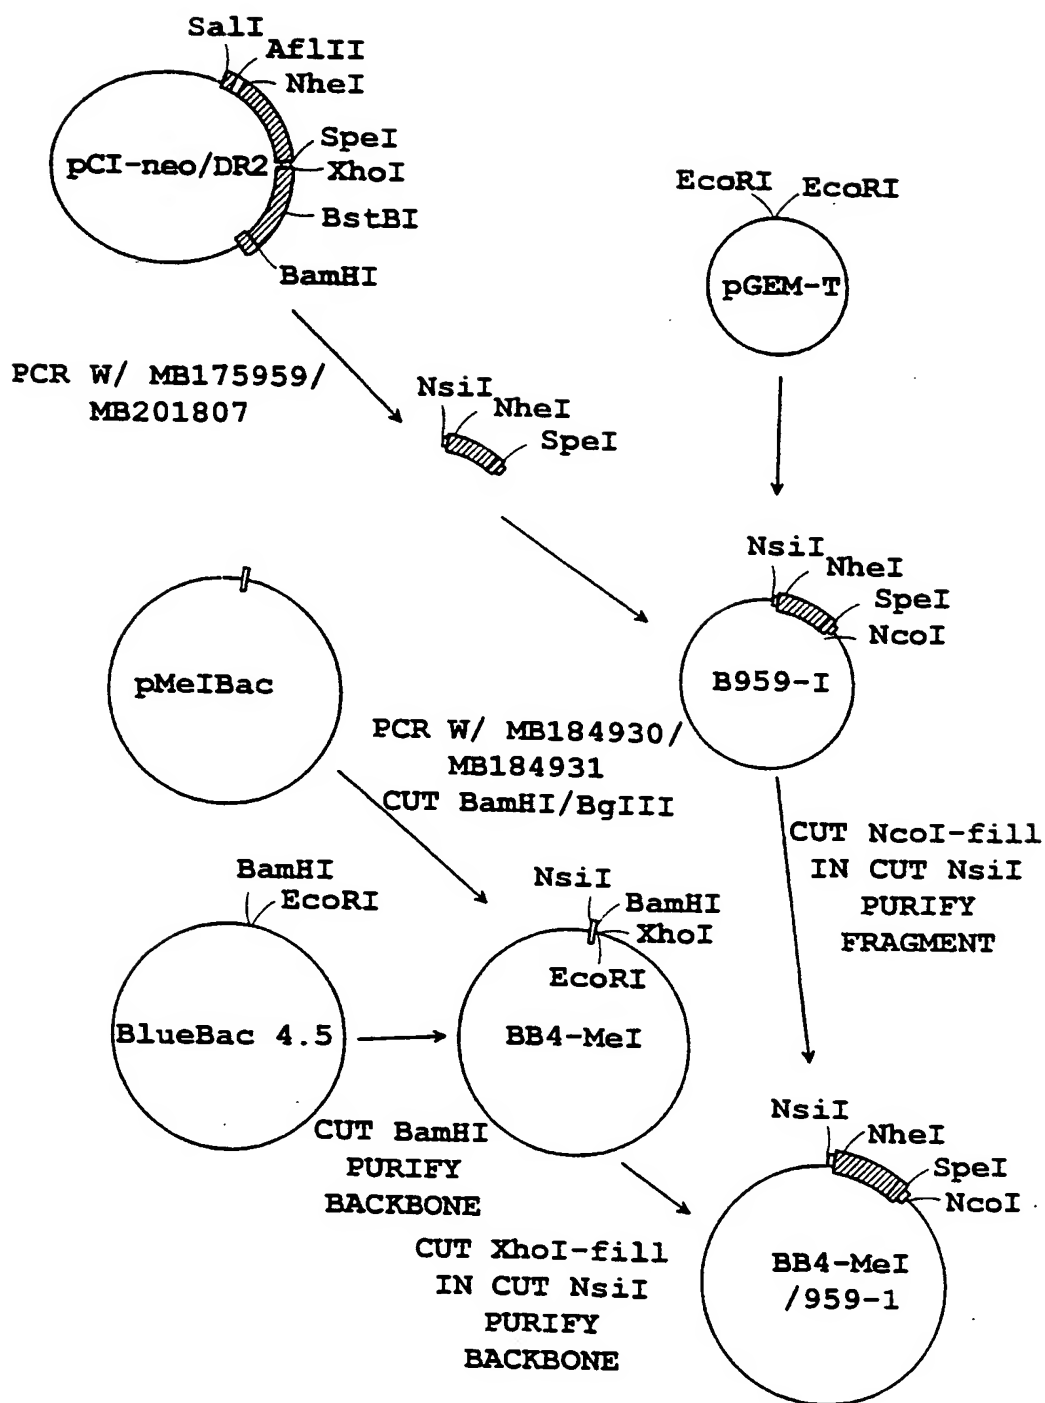 SalI
AflII
NheI
SpeI
pCI-neo/DR2
XhoI
BstBI
BamHI
EcoRI
EcoRI
pGEM-T
PCR W/ MB175959/
MB201807
NsiI
NheI
SpeI
NsiI
NheI
SpeI
NcoI
B959-I
pMeIBac
PCR W/ MB184930/
MB184931
CUT BamHI/BgIII
CUT NcoI-fill
IN CUT NsiI
PURIFY
FRAGMENT
BamHI
EcoRI
BlueBac 4.5
NsiI
BamHI
XhoI
EcoRI
BB4-MeI
CUT BamHI
PURIFY
BACKBONE
CUT XhoI-fill
IN CUT NsiI
PURIFY
BACKBONE
NsiI
NheI
SpeI
NcoI
BB4-MeI
/959-1